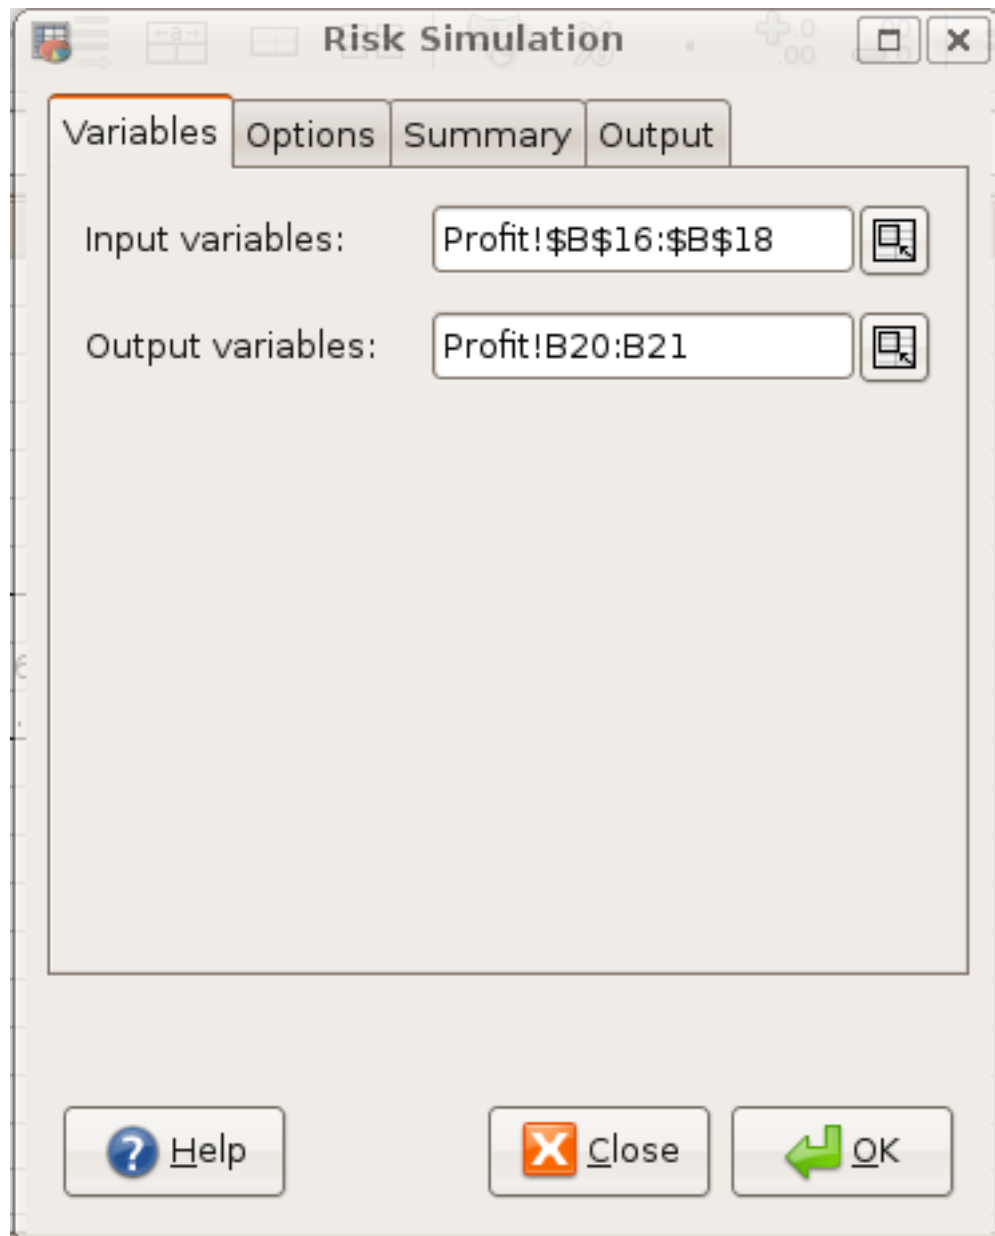 Risk Simulation
Variables Options Summary Output
Input variables: Profit!$B$16:$B$18
Output variables: Profit!B20:B21
Help Close OK